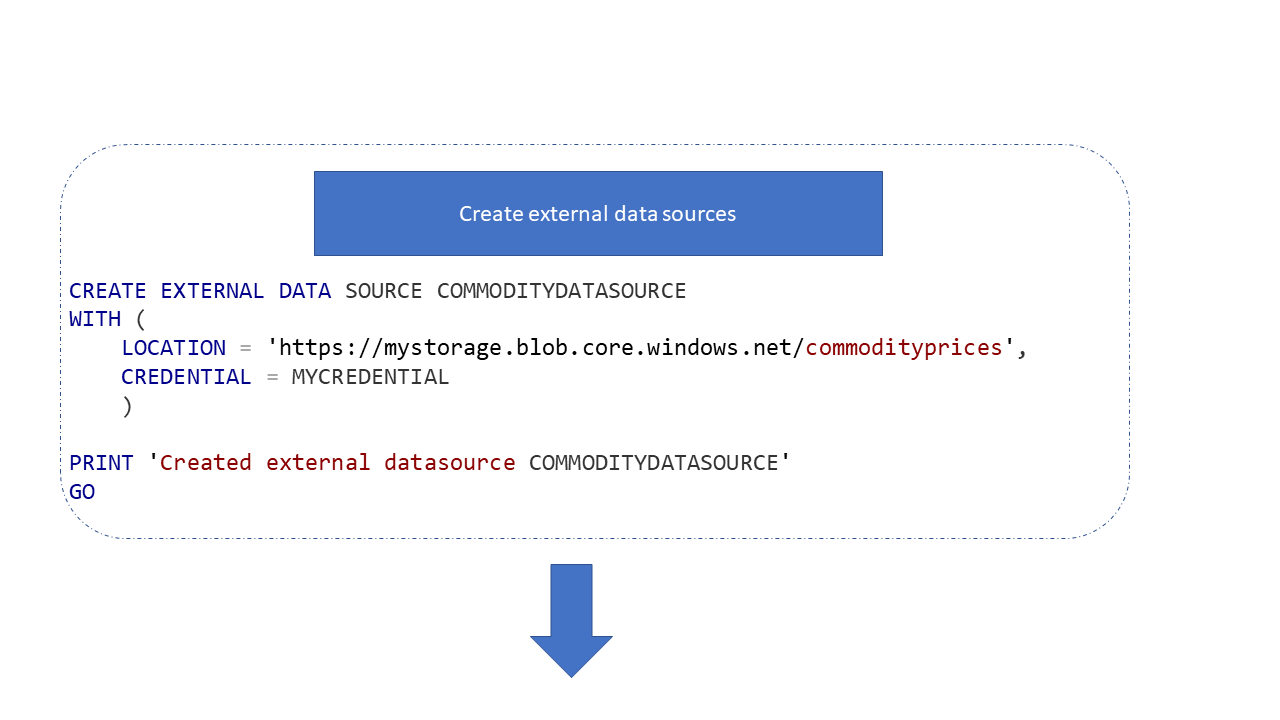 Create external data sources
CREATE EXTERNAL DATA SOURCE COMMODITYDATASOURCE
WITH (
    LOCATION = 'https://mystorage.blob.core.windows.net/commodityprices',
    CREDENTIAL = MYCREDENTIAL
    )
PRINT 'Created external datasource COMMODITYDATASOURCE'
GO